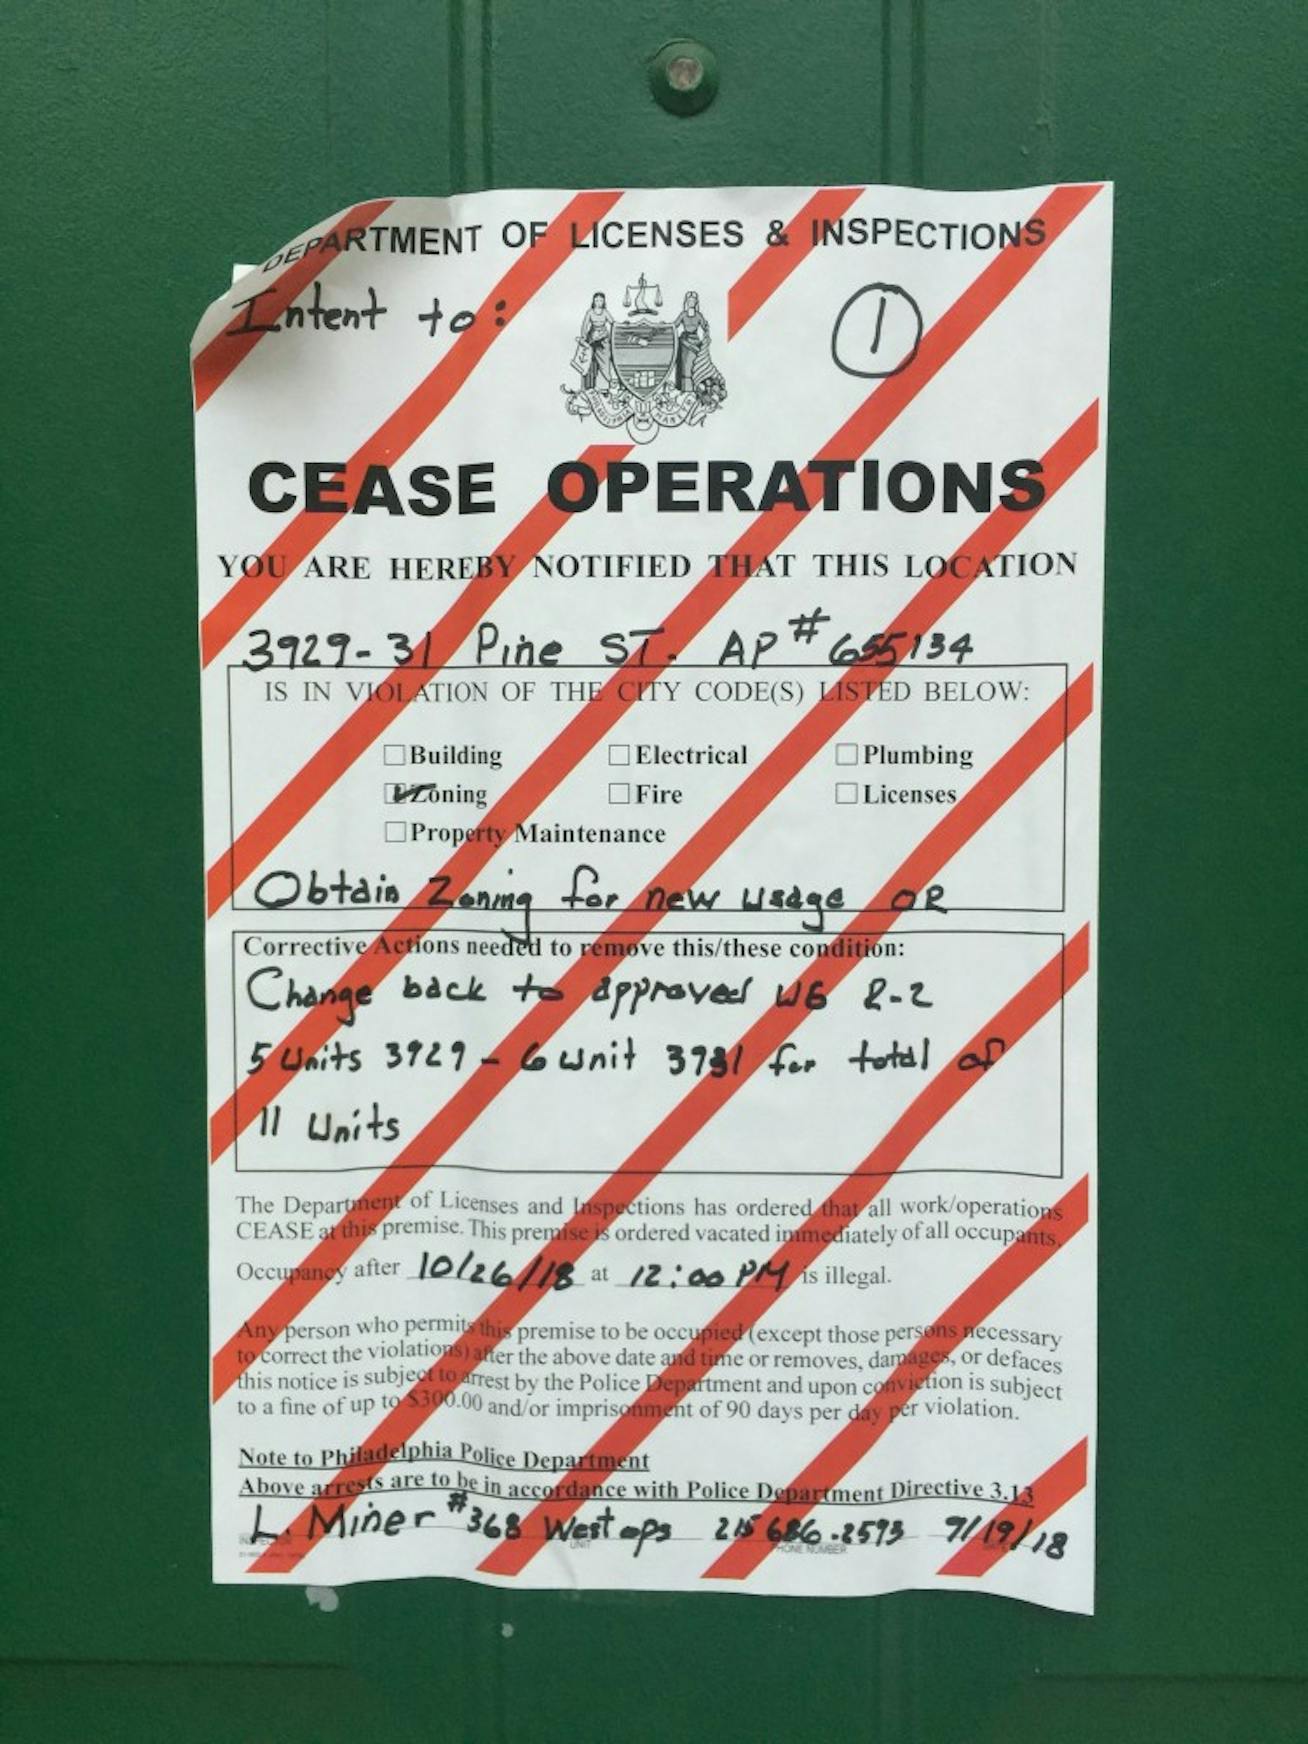 DEPARTMENT OF LICENSES & INSPECTIONS
Intent to:
1
CEASE OPERATIONS
YOU ARE HEREBY NOTIFIED THAT THIS LOCATION
3929-31 Pine ST. AP# 655134
IS IN VIOLATION OF THE CITY CODE(S) LISTED BELOW:
Building Electrical Plumbing
Zoning Fire Licenses
Property Maintenance
Obtain Zoning for new usage OR
Corrective Actions needed to remove this/these condition:
Change back to approved UG R-2
5 Units 3929 - 6 unit 3931 for total of
11 Units
The Department of Licenses and Inspections has ordered that all work/operations
CEASE at this premise. This premise is ordered vacated immediately of all occupants.
Occupancy after 10/26/18 at 12:00 PM is illegal.
Any person who permits this premise to be occupied (except those persons necessary
to correct the violations) after the above date and time or removes, damages, or defaces
this notice is subject to arrest by the Police Department and upon conviction is subject
to a fine of up to $300.00 and/or imprisonment of 90 days per day per violation.
Note to Philadelphia Police Department
Above arrests are to be in accordance with Police Department Directive 3.13
L. Miner #368 West ops 215 686-2593 9/19/18
INSPECTOR UNIT PHONE NUMBER